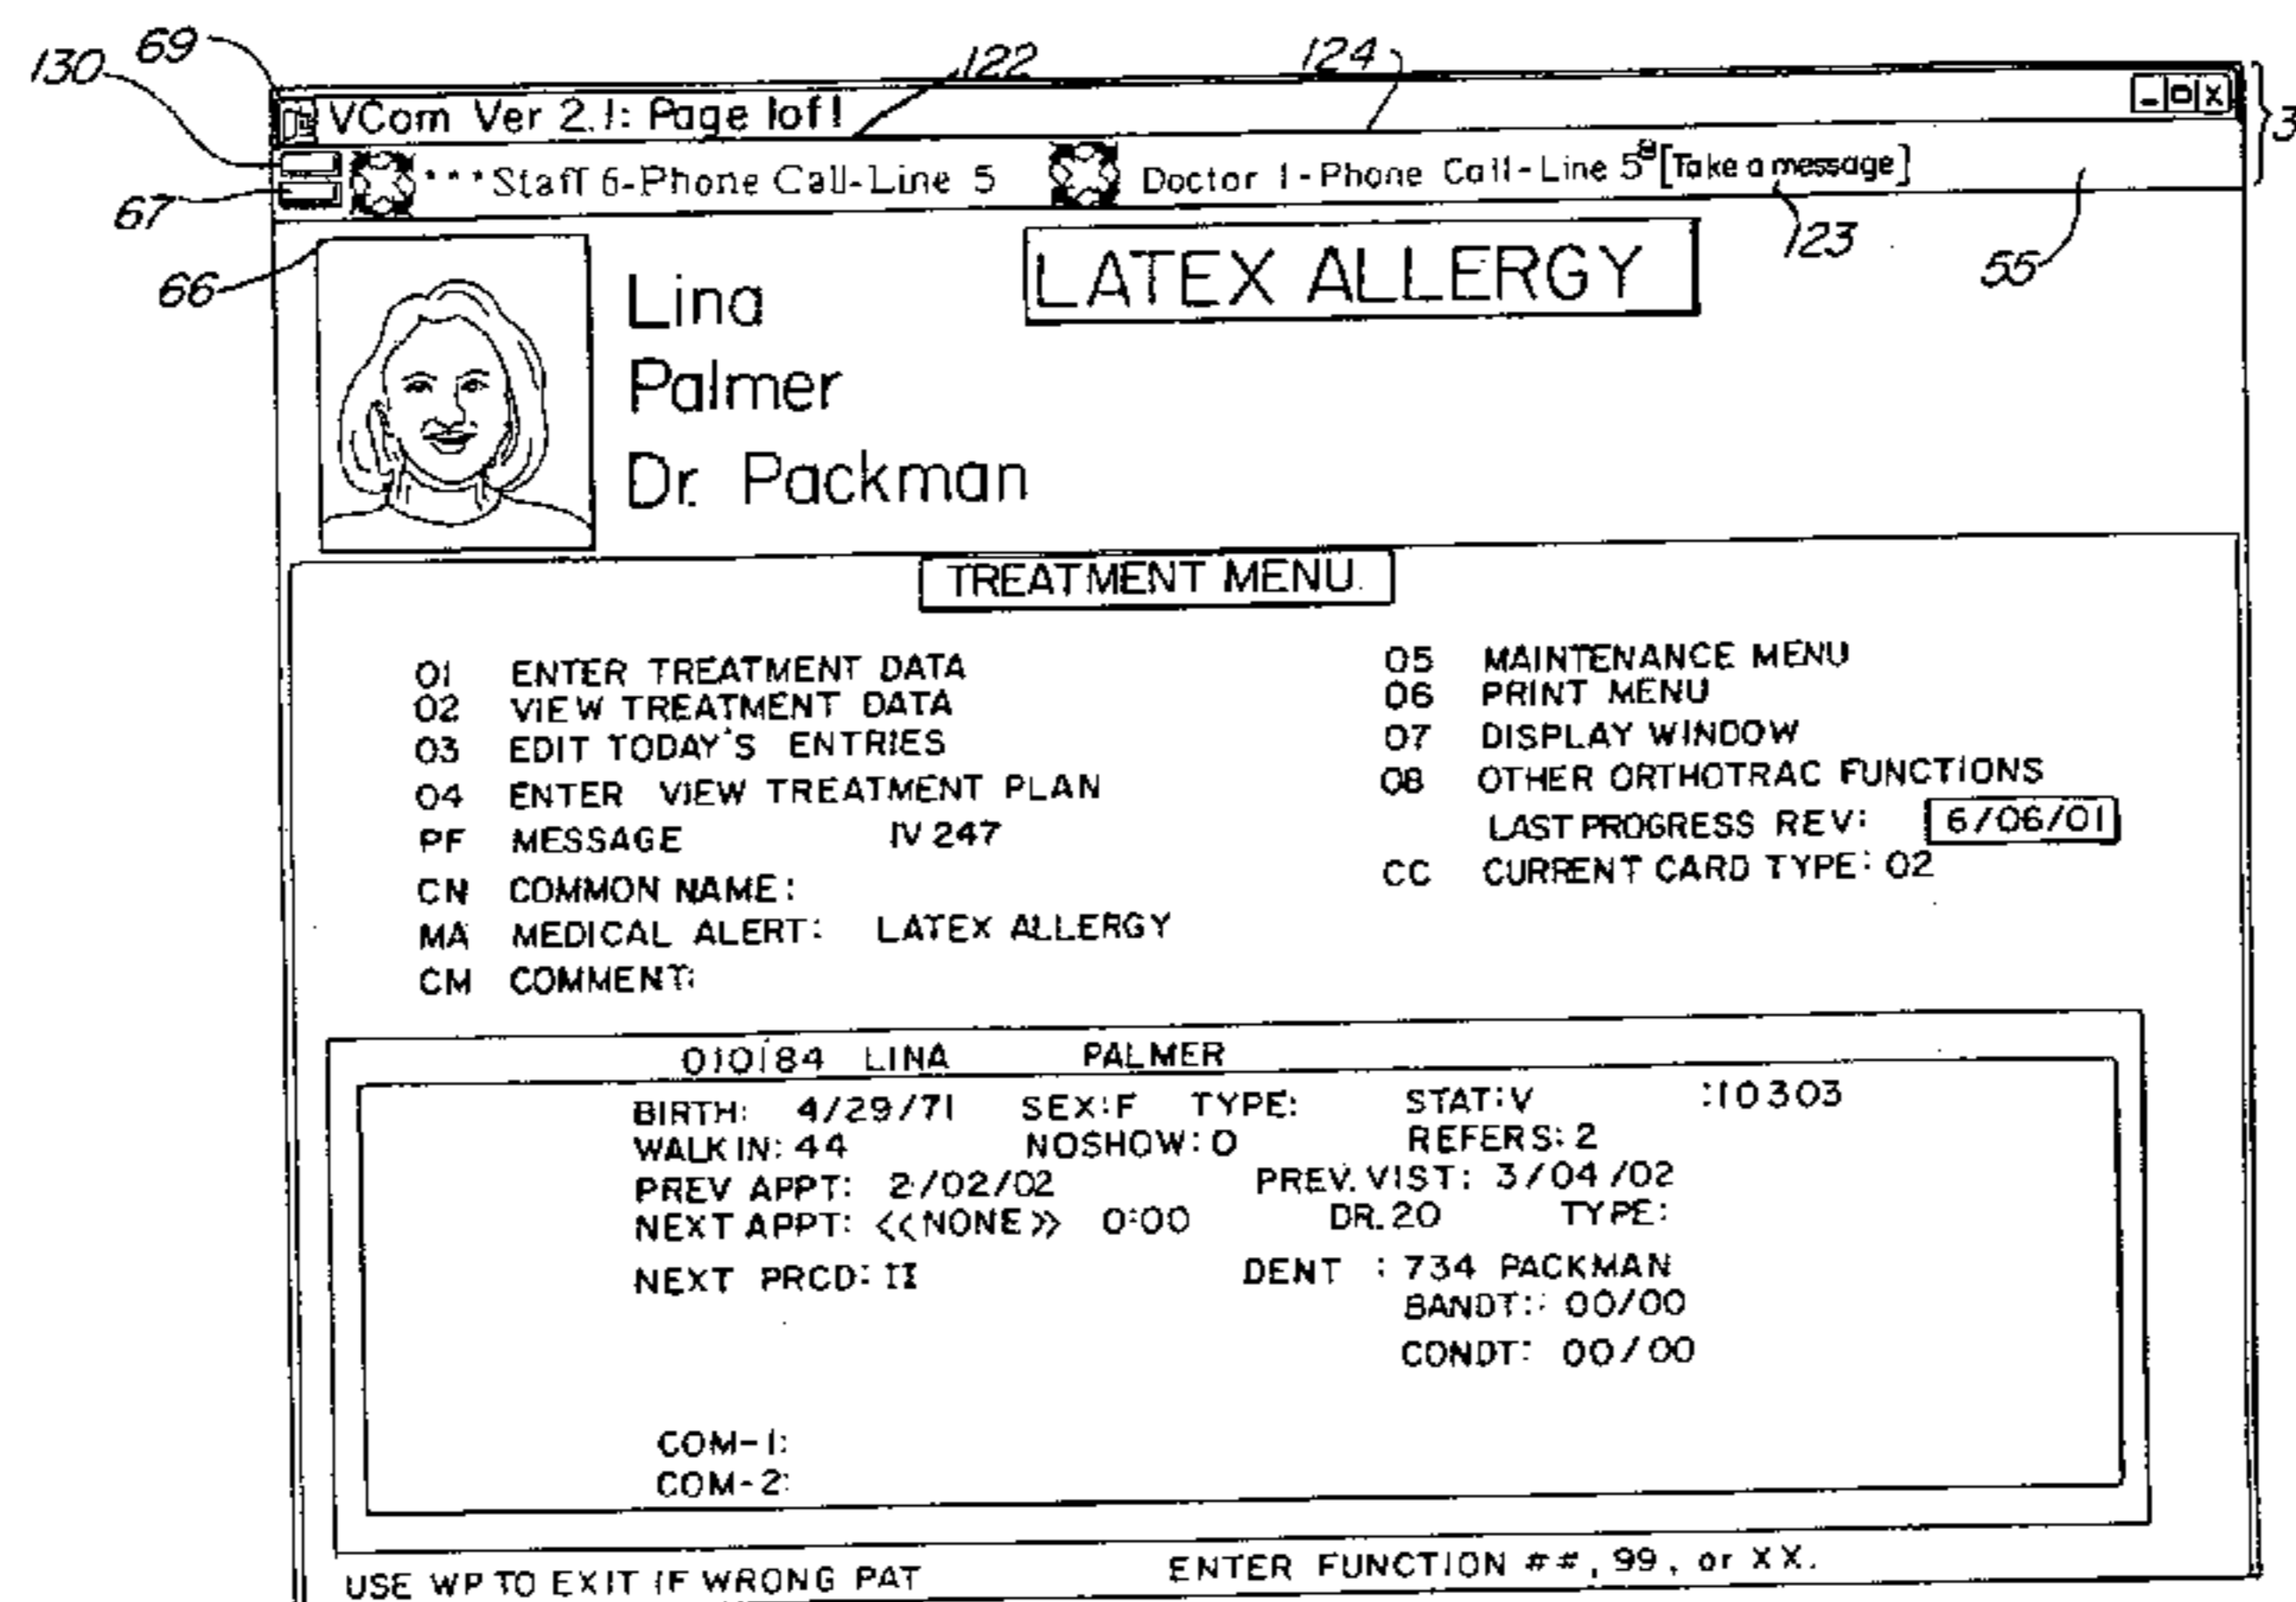 130 69 122 124
VCom Ver 2.1: Page 1of1 - X 3
67 ***Staff 6-Phone Call-Line 5 Doctor 1-Phone Call-Line 5 [Take a message]
123 55
66 Lina LATEX ALLERGY
Palmer
Dr. Packman
TREATMENT MENU
01 ENTER TREATMENT DATA 05 MAINTENANCE MENU
02 VIEW TREATMENT DATA 06 PRINT MENU
03 EDIT TODAY'S ENTRIES 07 DISPLAY WINDOW
04 ENTER VIEW TREATMENT PLAN 08 OTHER ORTHOTRAC FUNCTIONS
PF MESSAGE IV 247 LAST PROGRESS REV: 6/06/01
CN COMMON NAME: CC CURRENT CARD TYPE: 02
MA MEDICAL ALERT: LATEX ALLERGY
CM COMMENT:
010184 LINA PALMER
BIRTH: 4/29/71 SEX:F TYPE: STAT:V :10303
WALK IN: 44 NOSHOW: 0 REFERS: 2
PREV APPT: 2/02/02 PREV. VIST: 3/04/02
NEXT APPT: <<NONE>> 0:00 DR. 20 TYPE:
NEXT PRCD: II DENT : 734 PACKMAN
BANDT:: 00/00
CONDT: 00/00
COM-1:
COM-2:
USE WP TO EXIT IF WRONG PAT ENTER FUNCTION ##, 99, or XX.